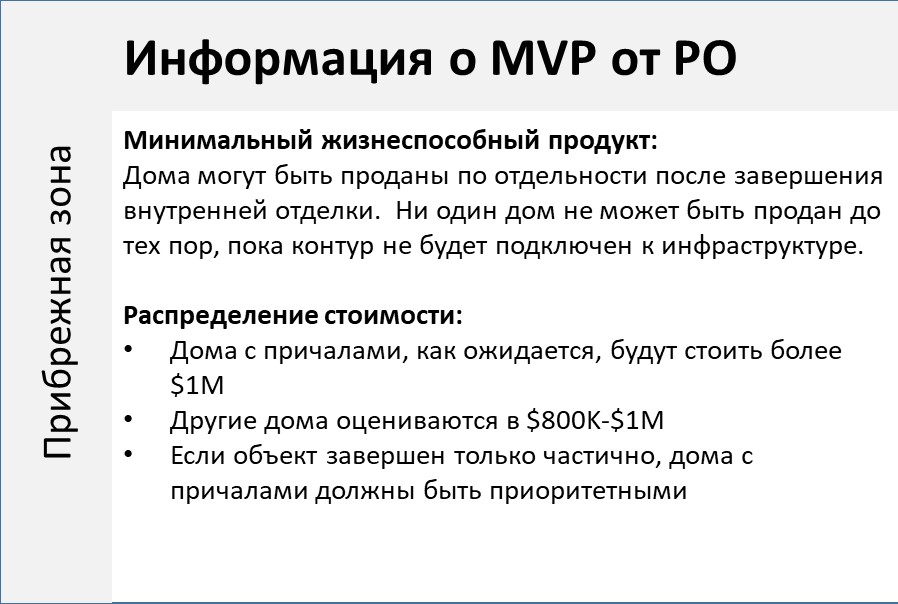 Информация о MVP от PO
Прибрежная зона
Минимальный жизнеспособный продукт:
Дома могут быть проданы по отдельности после завершения
внутренней отделки.  Ни один дом не может быть продан до
тех пор, пока контур не будет подключен к инфраструктуре.
Распределение стоимости:
• Дома с причалами, как ожидается, будут стоить более
$1M
• Другие дома оцениваются в $800K-$1M
• Если объект завершен только частично, дома с
причалами должны быть приоритетными